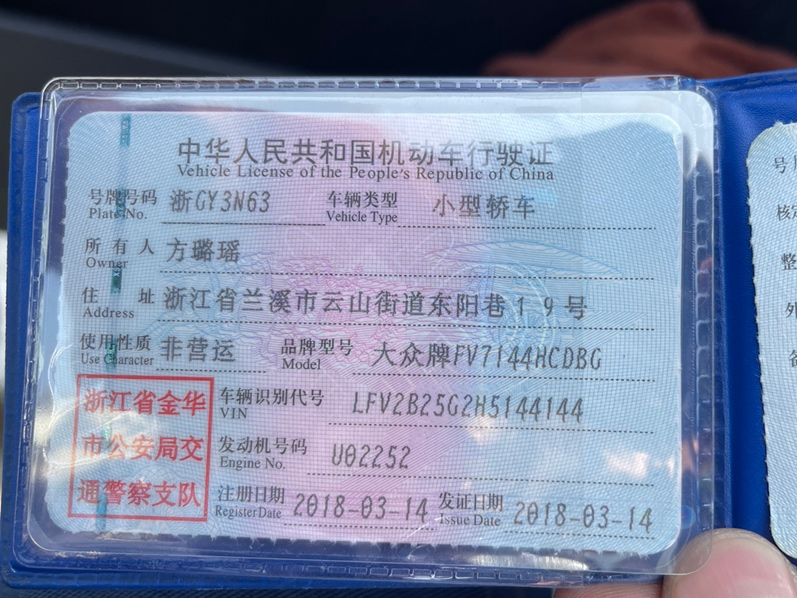 中华人民共和国机动车行驶证
Vehicle License of the People's Republic of China
号牌号码 浙GY3N63 车辆类型 小型轿车
Plate No. Vehicle Type
所有人 方璐瑶
Owner
住址 浙江省兰溪市云山街道东阳巷19号
Address
使用性质 非营运 品牌型号 大众牌FV7144HCDBG
Use Character Model
浙江省金华 车辆识别代号 LFV2B25G2H5144144
VIN
市公安局交 发动机号码 U02252
Engine No.
通警察支队 注册日期 2018-03-14 发证日期 2018-03-14
Register Date Issue Date
号
核定
整
外